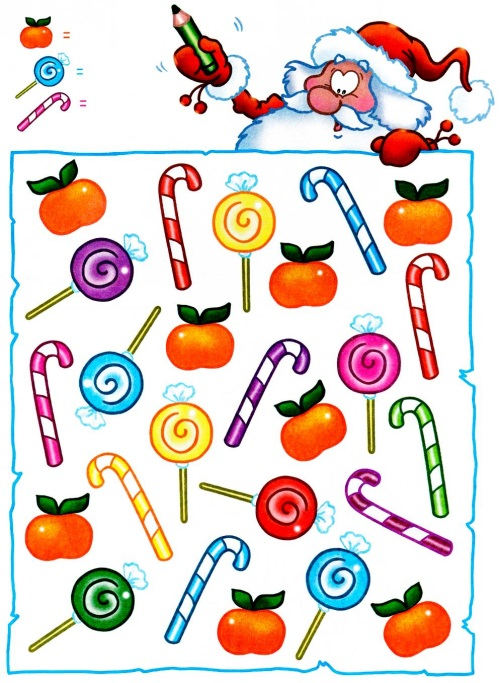 =
=
=